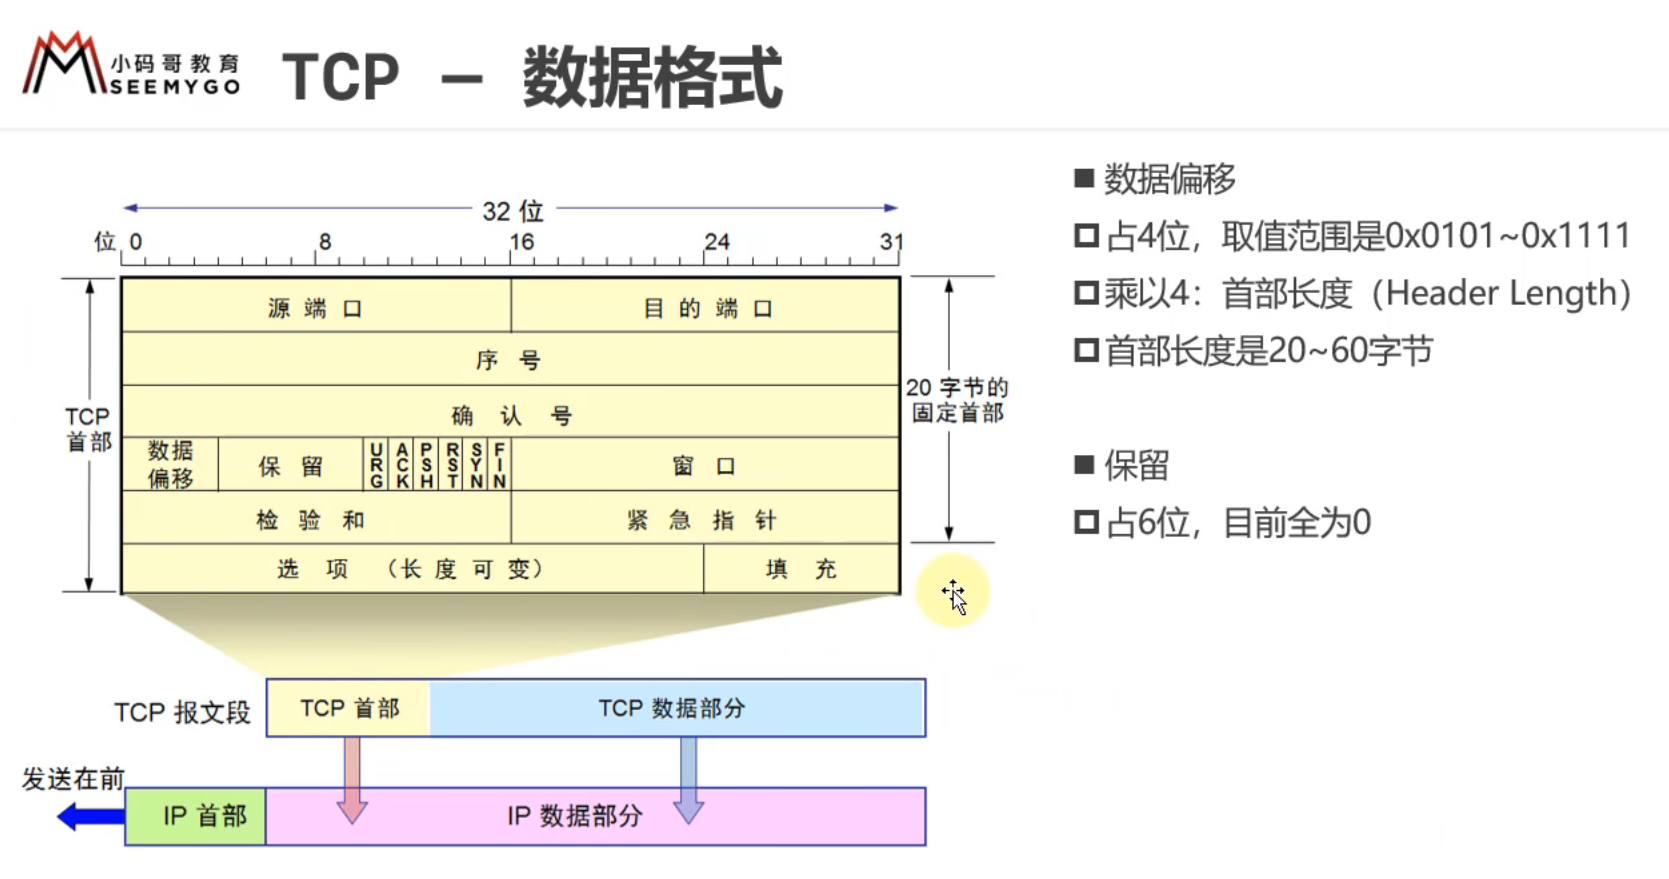 小码哥教育
SEEMYGO
TCP – 数据格式
32 位
位 0 8 16 24 31
源端口 目的端口
序号
确认号
数据偏移 保留 URG ACK PSH RST SYN FIN 窗口
检验和 紧急指针
选项 （长度可变） 填充
TCP
首部
20 字节的
固定首部
TCP 报文段 TCP 首部 TCP 数据部分
发送在前
IP 首部 IP 数据部分
数据偏移
占4位，取值范围是0x0101~0x1111
乘以4：首部长度（Header Length）
首部长度是20~60字节
保留
占6位，目前全为0